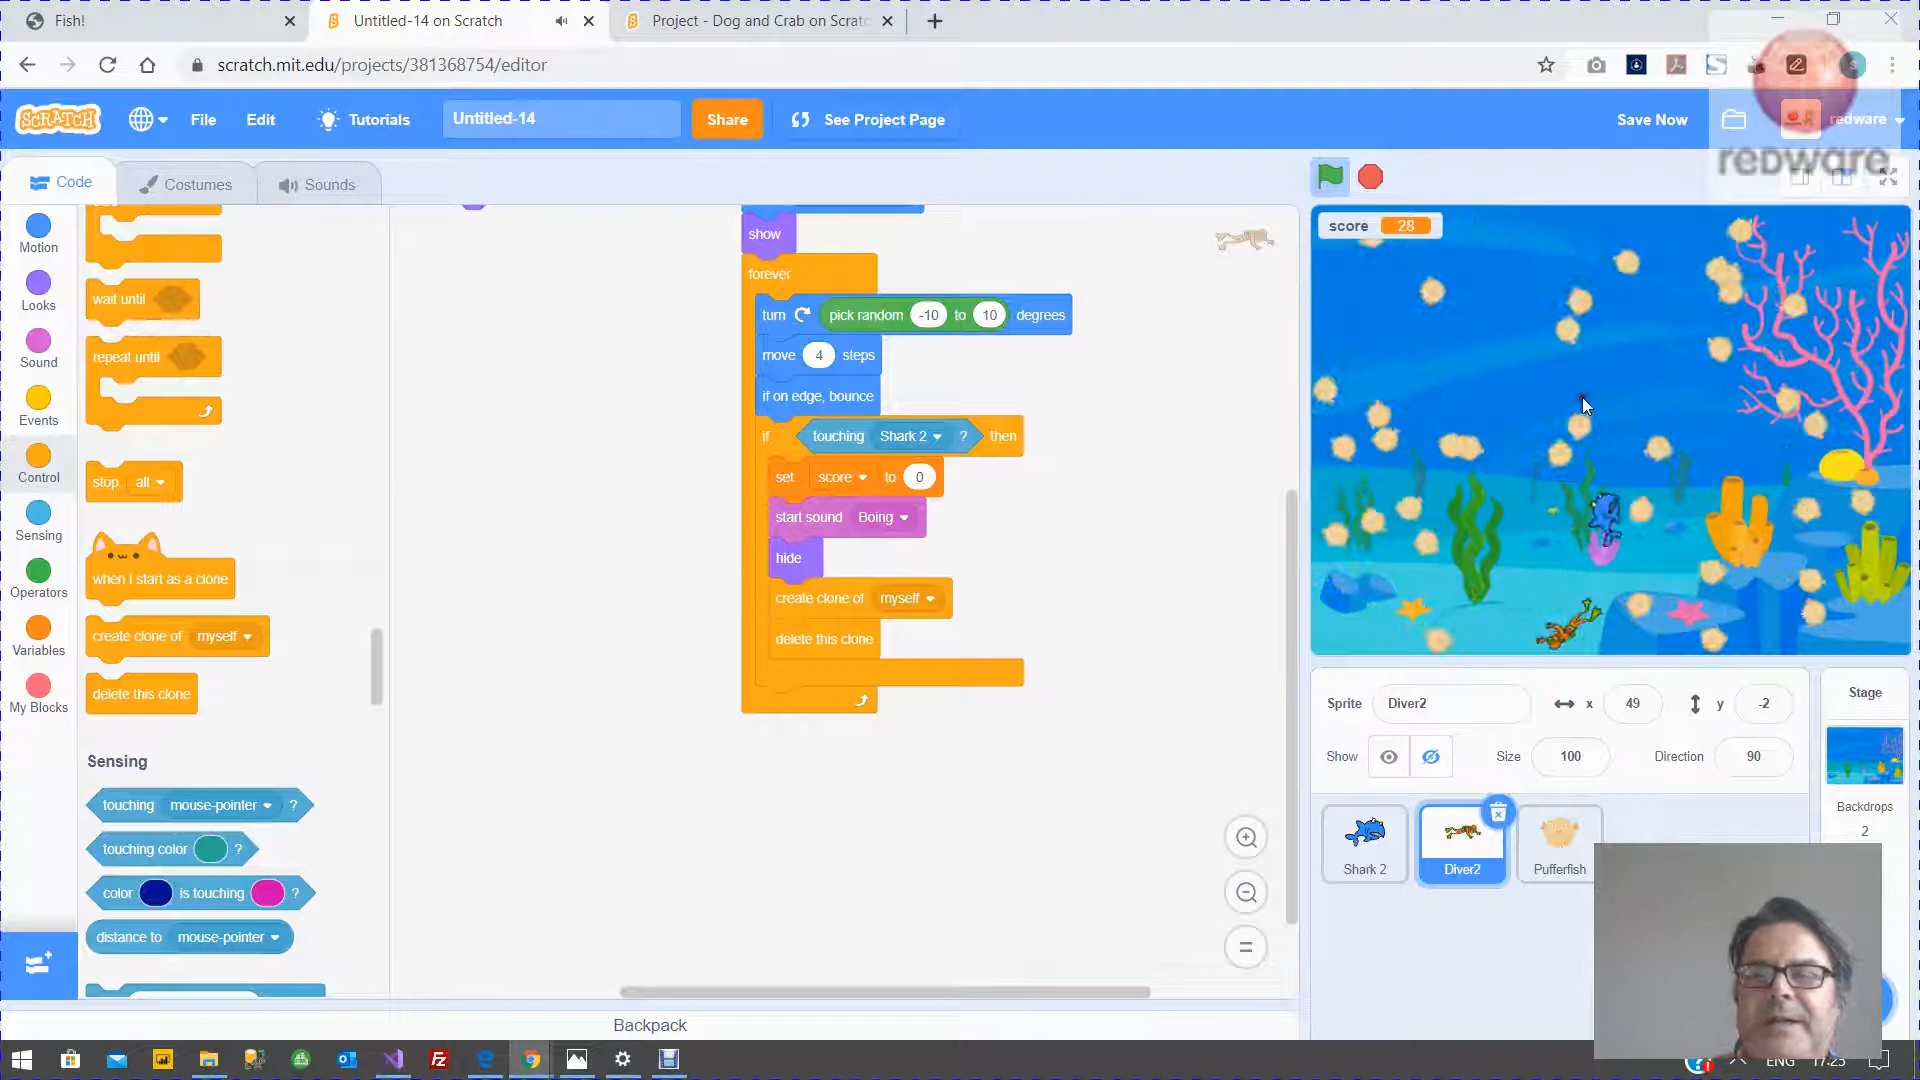 Fish!
Untitled-14 on Scratch
Project - Dog and Crab on Scratc
scratch.mit.edu/projects/381368754/editor
SCRATCH
File
Edit
Tutorials
Untitled-14
Share
See Project Page
Save Now
redware
redware
Code
Costumes
Sounds
Motion
Looks
Sound
Events
Control
Sensing
Operators
Variables
My Blocks
wait until
repeat until
stop all
when I start as a clone
create clone of myself
delete this clone
Sensing
touching mouse-pointer ?
touching color ?
color is touching ?
distance to mouse-pointer
show
forever
turn pick random -10 to 10 degrees
move 4 steps
if on edge, bounce
if touching Shark 2 ? then
set score to 0
start sound Boing
hide
create clone of myself
delete this clone
score 28
Sprite Diver2 x 49 y -2
Show Size 100 Direction 90
Shark 2
Diver2
Pufferfish
Stage
Backdrops
2
Backpack
ENG 17:25